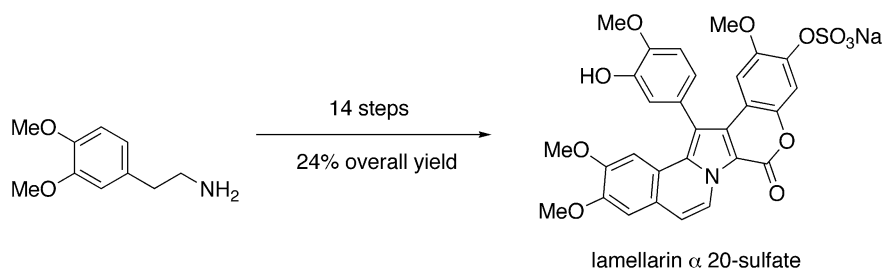 MeO
MeO
NH2
14 steps
24% overall yield
MeO
HO
MeO
OSO3Na
MeO
MeO
N
O
O
lamellarin α 20-sulfate